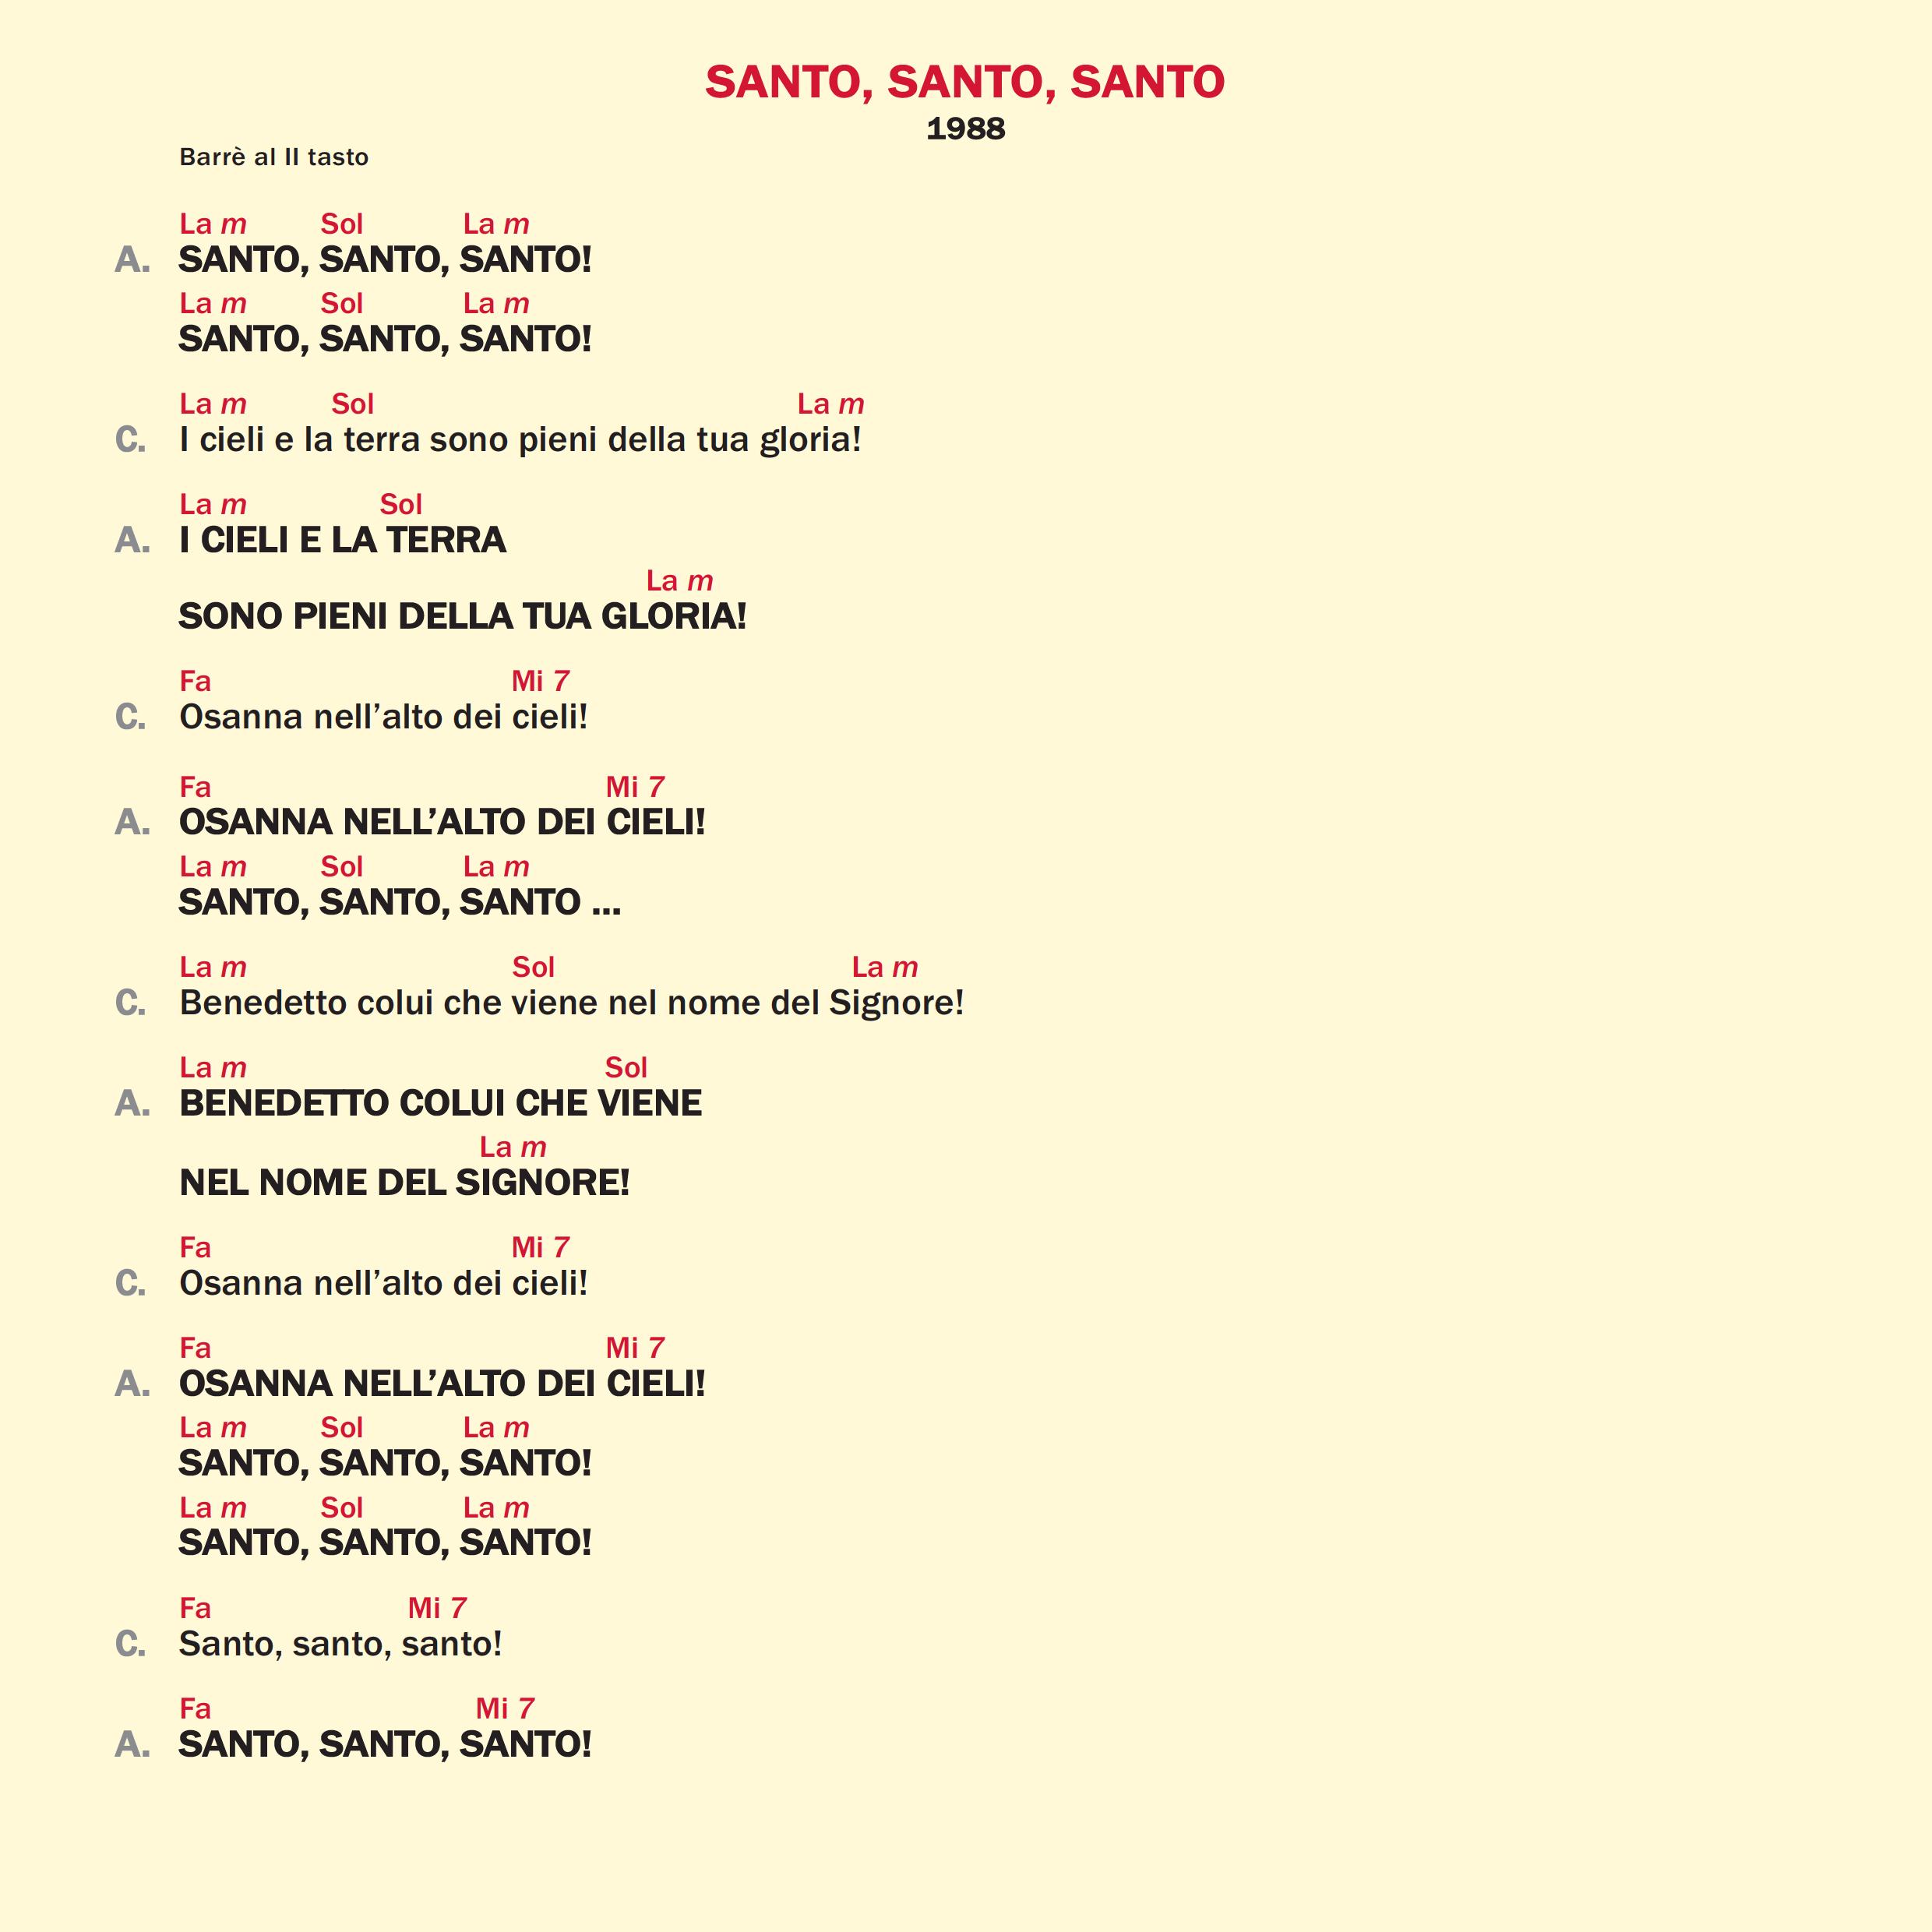 SANTO, SANTO, SANTO
1988
Barrè al II tasto
La m Sol La m
A. SANTO, SANTO, SANTO!
La m Sol La m
SANTO, SANTO, SANTO!
La m Sol La m
C. I cieli e la terra sono pieni della tua gloria!
La m Sol
A. I CIELI E LA TERRA
La m
SONO PIENI DELLA TUA GLORIA!
Fa Mi 7
C. Osanna nell’alto dei cieli!
Fa Mi 7
A. OSANNA NELL’ALTO DEI CIELI!
La m Sol La m
SANTO, SANTO, SANTO ...
La m Sol La m
C. Benedetto colui che viene nel nome del Signore!
La m Sol
A. BENEDETTO COLUI CHE VIENE
La m
NEL NOME DEL SIGNORE!
Fa Mi 7
C. Osanna nell’alto dei cieli!
Fa Mi 7
A. OSANNA NELL’ALTO DEI CIELI!
La m Sol La m
SANTO, SANTO, SANTO!
La m Sol La m
SANTO, SANTO, SANTO!
Fa Mi 7
C. Santo, santo, santo!
Fa Mi 7
A. SANTO, SANTO, SANTO!